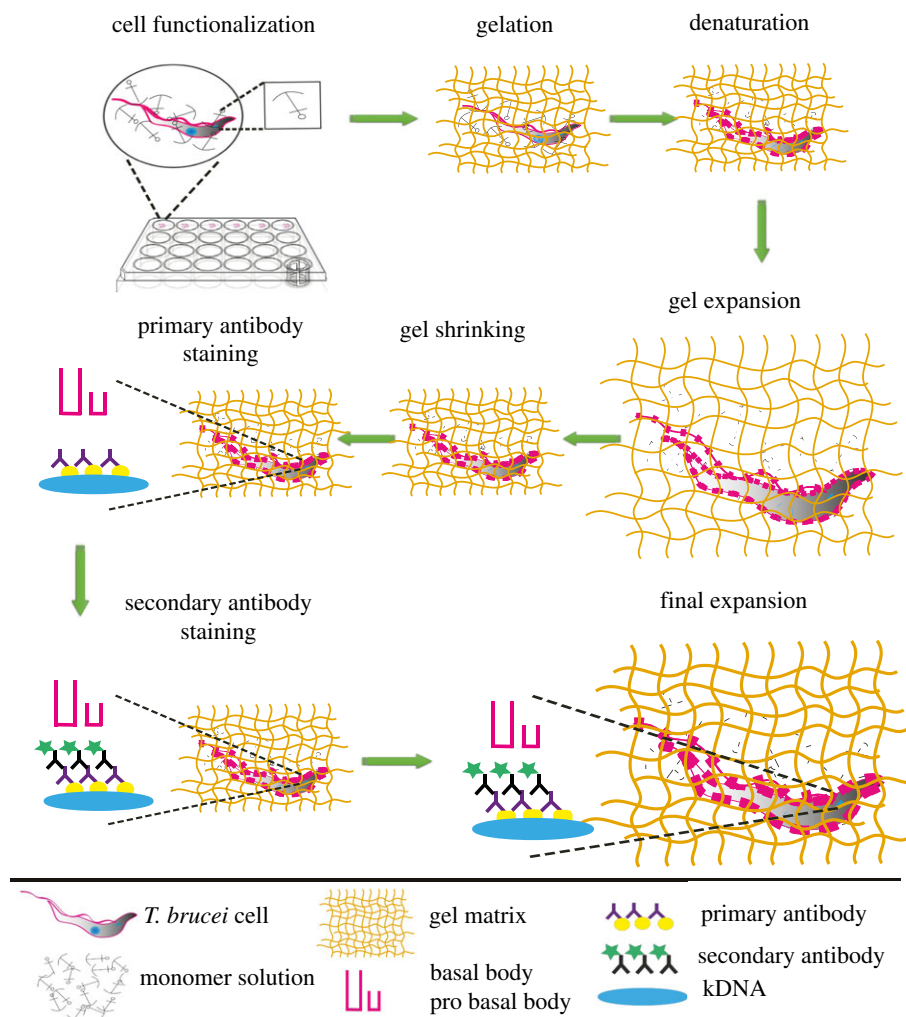 cell functionalization
gelation
denaturation
gel expansion
primary antibody
staining
gel shrinking
secondary antibody
staining
final expansion
T. brucei cell
gel matrix
primary antibody
secondary antibody
monomer solution
basal body
pro basal body
kDNA